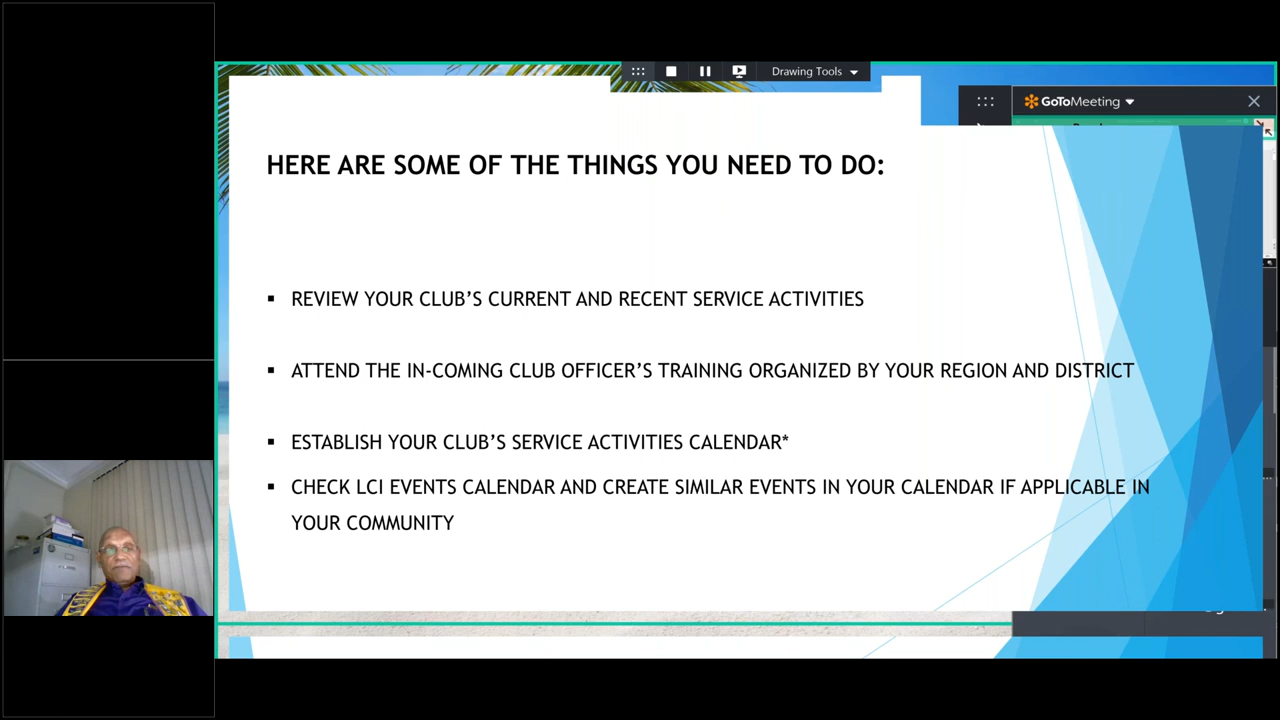 Drawing Tools
GoToMeeting
HERE ARE SOME OF THE THINGS YOU NEED TO DO:
▪ REVIEW YOUR CLUB'S CURRENT AND RECENT SERVICE ACTIVITIES
▪ ATTEND THE IN-COMING CLUB OFFICER'S TRAINING ORGANIZED BY YOUR REGION AND DISTRICT
▪ ESTABLISH YOUR CLUB'S SERVICE ACTIVITIES CALENDAR*
▪ CHECK LCI EVENTS CALENDAR AND CREATE SIMILAR EVENTS IN YOUR CALENDAR IF APPLICABLE IN
YOUR COMMUNITY